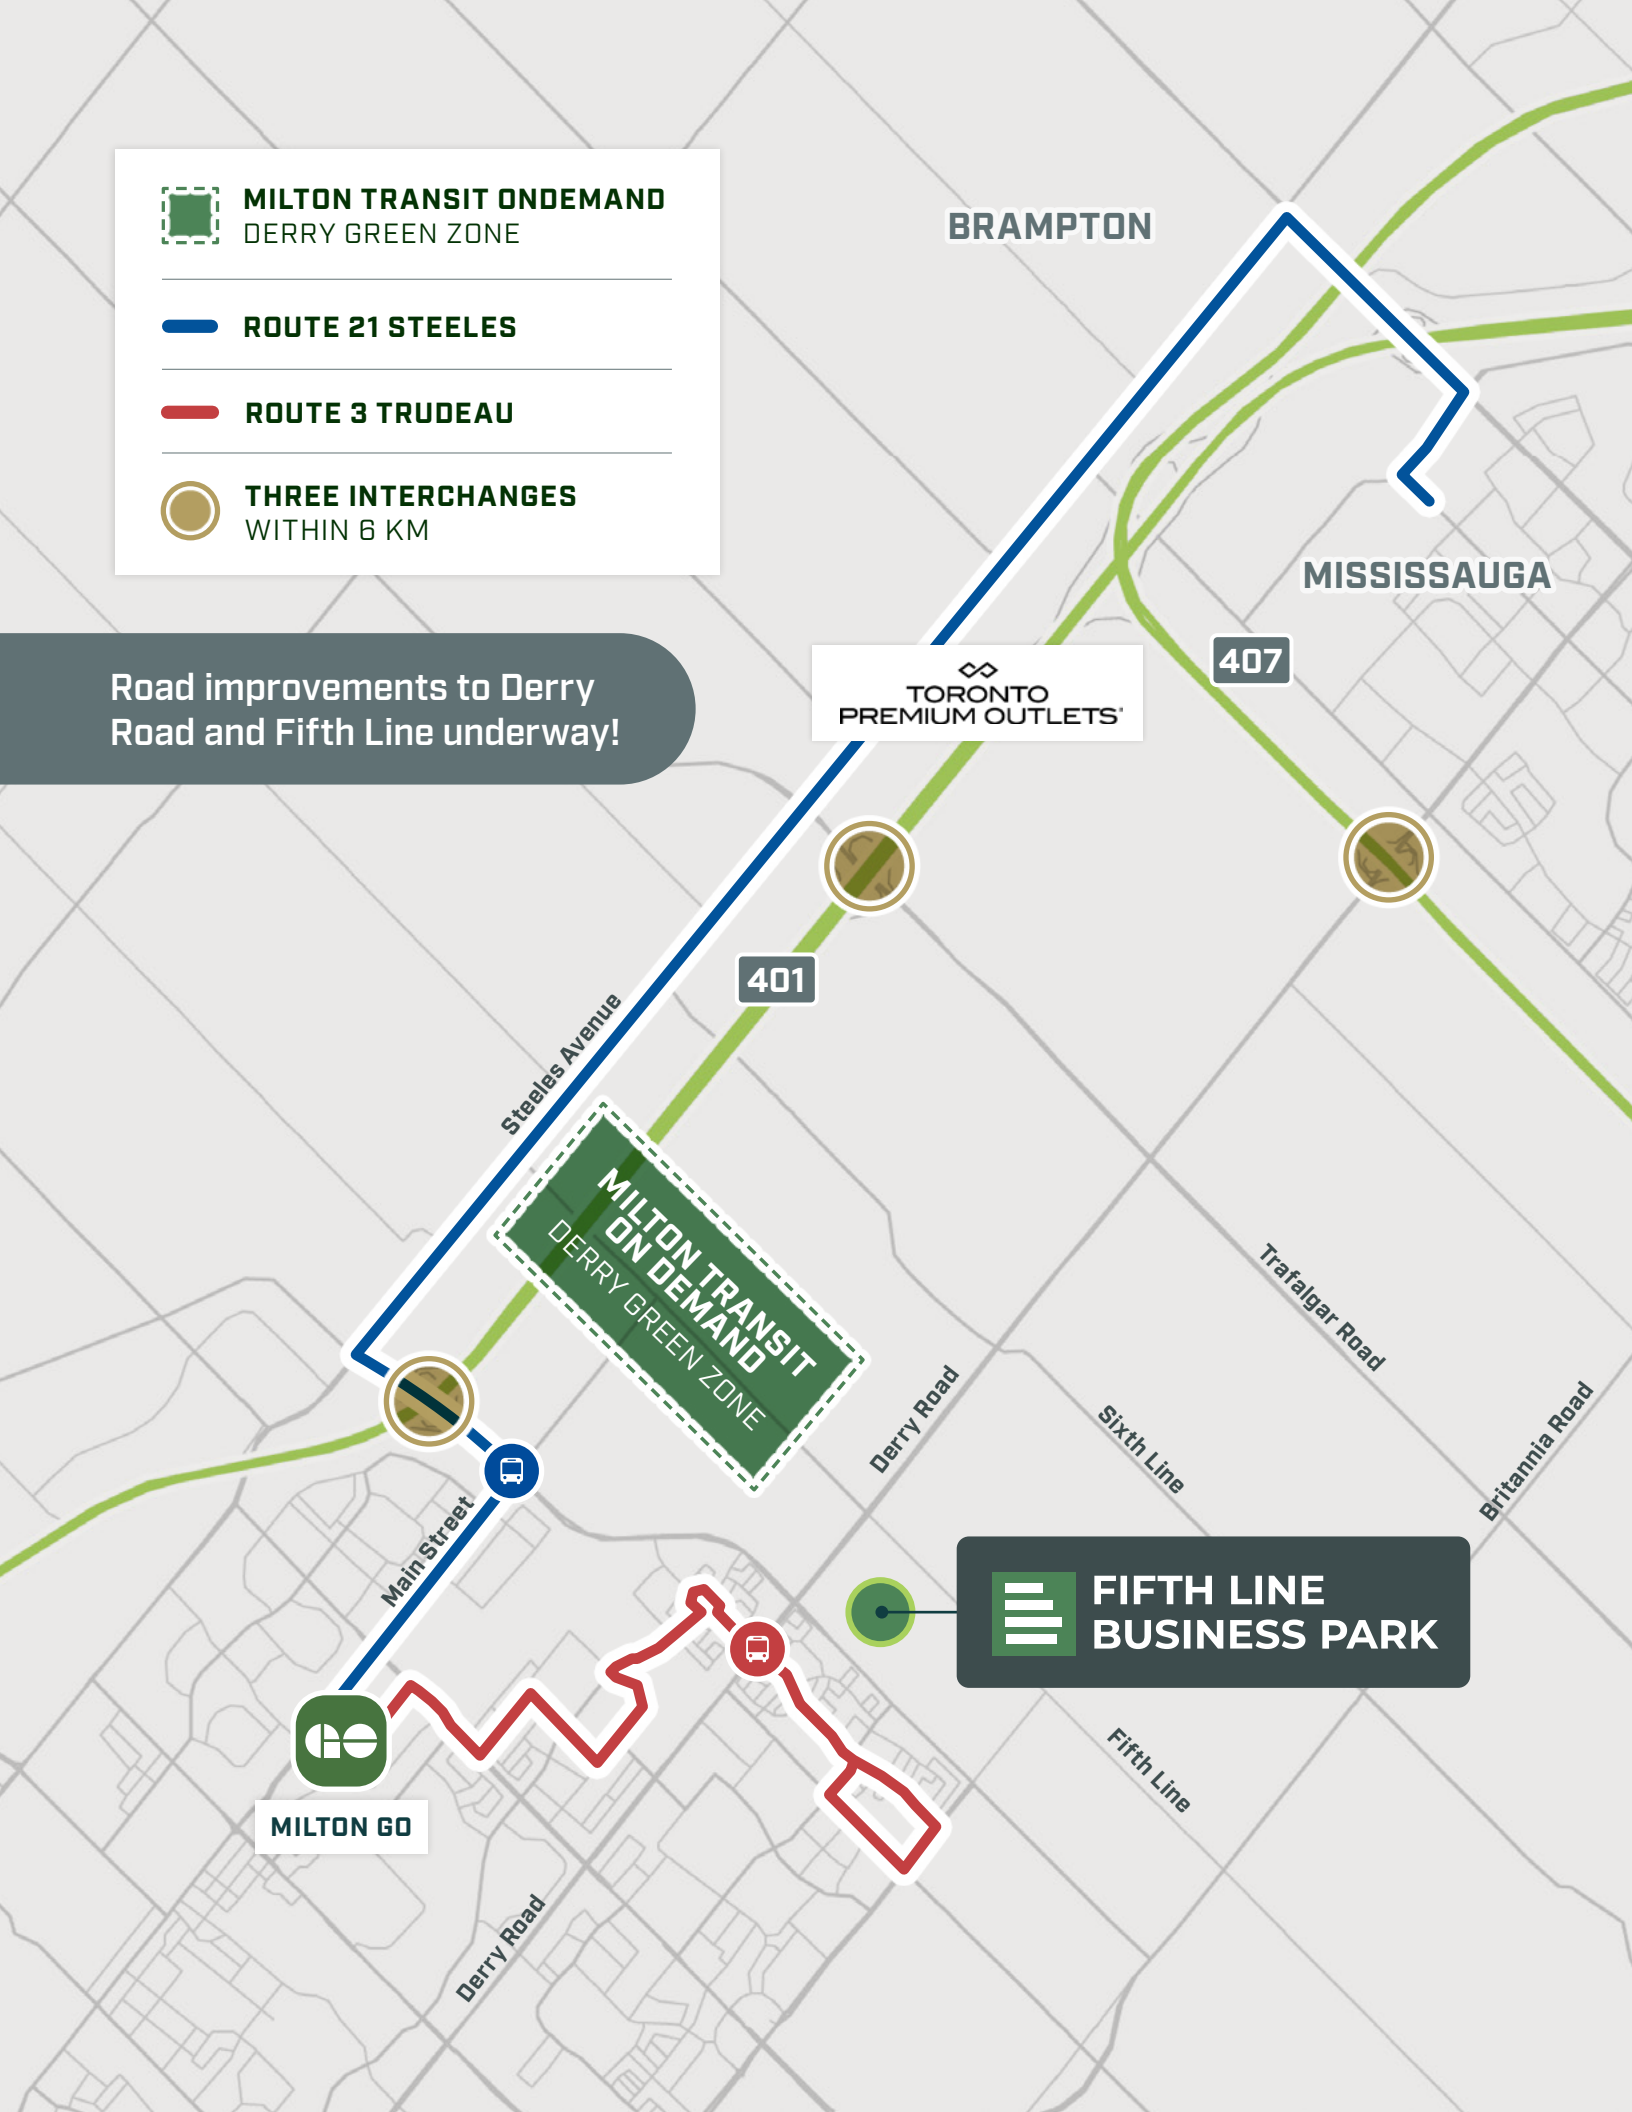 MILTON TRANSIT ONDEMAND
DERRY GREEN ZONE
ROUTE 21 STEELES
ROUTE 3 TRUDEAU
THREE INTERCHANGES
WITHIN 6 KM
BRAMPTON
MISSISSAUGA
Road improvements to Derry
Road and Fifth Line underway!
407
TORONTO
PREMIUM OUTLETS®
401
Steeles Avenue
MILTON TRANSIT
ON DEMAND
DERRY GREEN ZONE
Trafalgar Road
Derry Road
Sixth Line
Britannia Road
Main Street
FIFTH LINE
BUSINESS PARK
GO
Fifth Line
MILTON GO
Derry Road